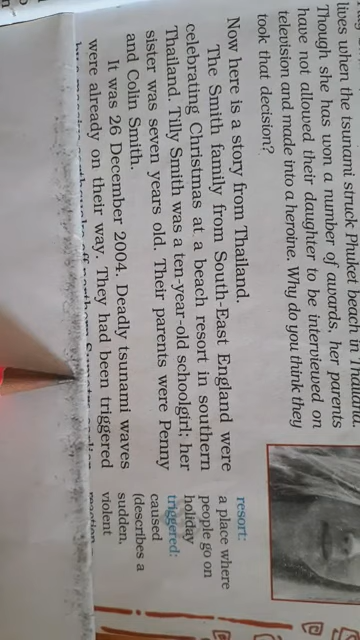 lives when the tsunami struck Phuket beach in Thailand.
Though she has won a number of awards, her parents
have not allowed their daughter to be interviewed on
television and made into a heroine. Why do you think they
took that decision?
Now here is a story from Thailand.
The Smith family from South-East England were
celebrating Christmas at a beach resort in southern
Thailand. Tilly Smith was a ten-year-old schoolgirl; her
sister was seven years old. Their parents were Penny
and Colin Smith.
It was 26 December 2004. Deadly tsunami waves
were already on their way. They had been triggered
resort:
a place where
people go on
holiday
triggered:
caused
(describes a
sudden,
violent
reaction